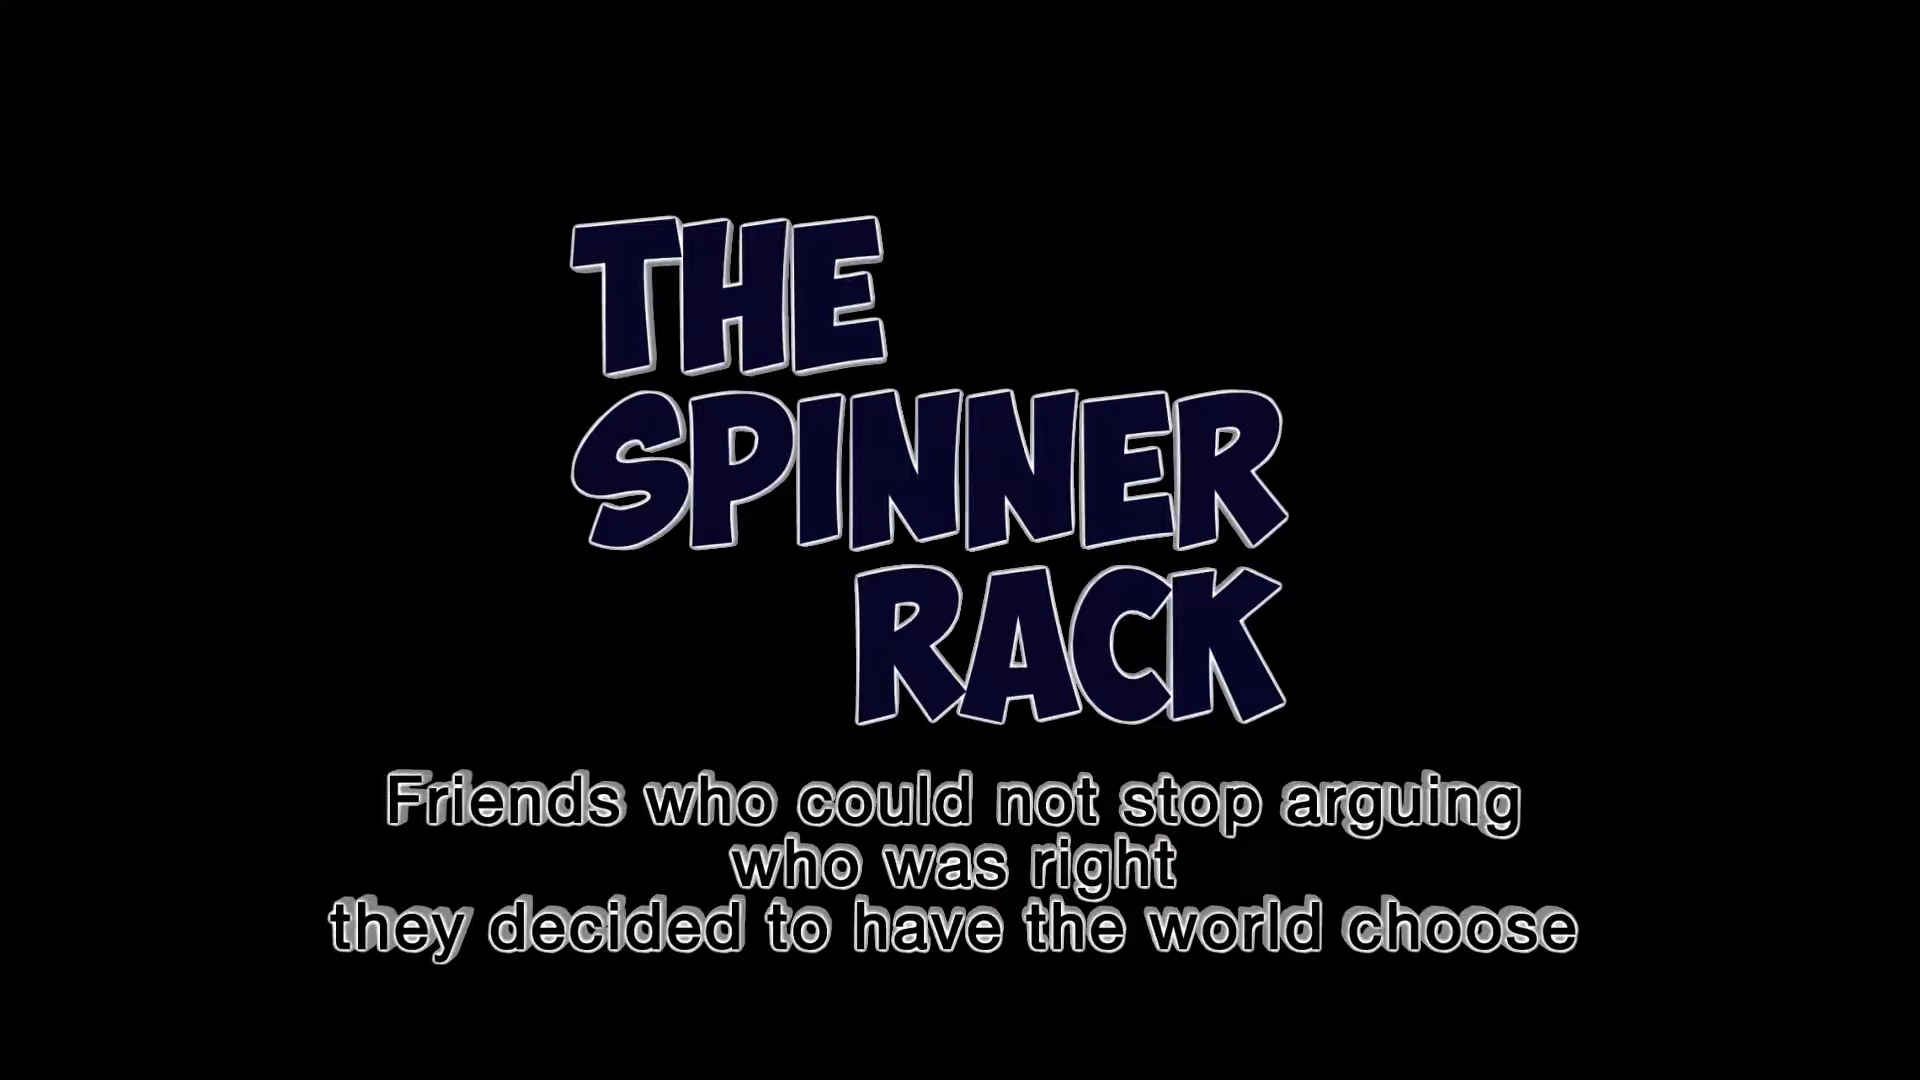 THE
SPINNER
RACK
Friends who could not stop arguing
who was right
they decided to have the world choose